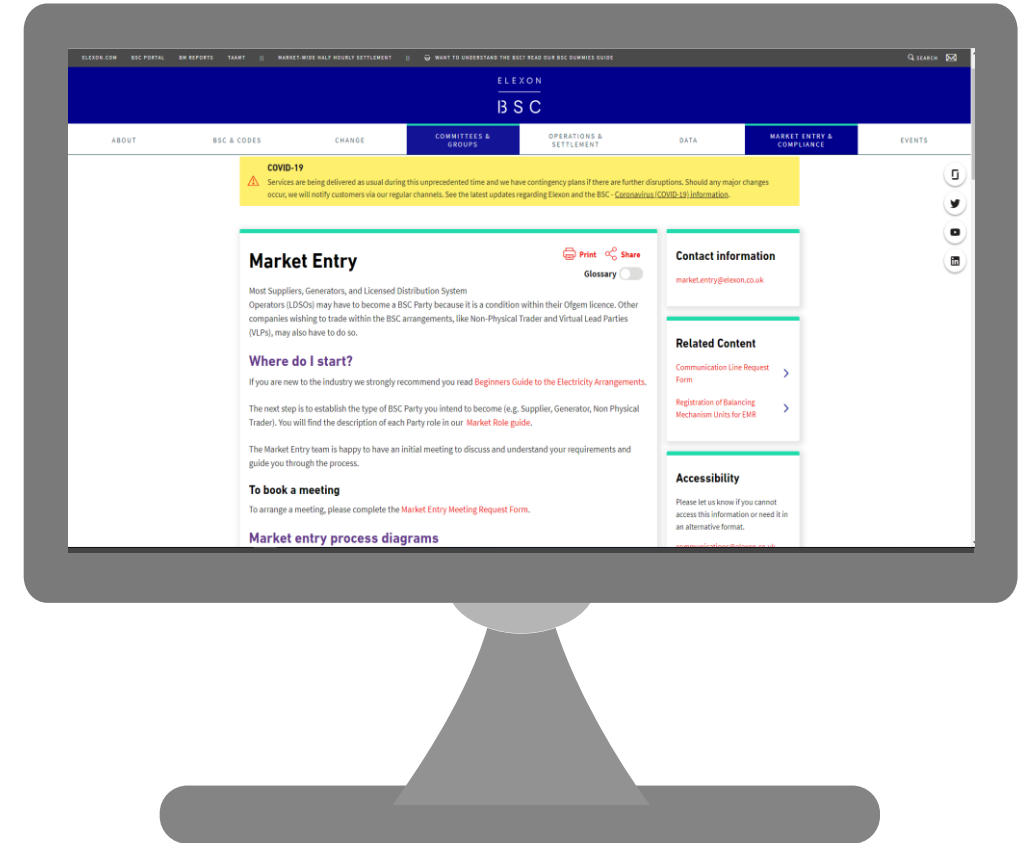 ELEXON.COM BSC PORTAL BM REPORTS TAAMT || MARKET-WIDE HALF HOURLY SETTLEMENT || WANT TO UNDERSTAND THE BSC? READ OUR BSC DUMMIES GUIDE SEARCH
ELEXON
BSC
ABOUT
BSC & CODES
CHANGE
COMMITTEES &
GROUPS
OPERATIONS &
SETTLEMENT
DATA
MARKET ENTRY &
COMPLIANCE
EVENTS
COVID-19
Services are being delivered as usual during this unprecedented time and we have contingency plans if there are further disruptions. Should any major changes
occur, we will notify customers via our regular channels. See the latest updates regarding Elexon and the BSC - Coronavirus (COVID-19) information.
Market Entry
Print Share
Glossary
Most Suppliers, Generators, and Licensed Distribution System
Operators (LDSOs) may have to become a BSC Party because it is a condition within their Ofgem licence. Other
companies wishing to trade within the BSC arrangements, like Non-Physical Trader and Virtual Lead Parties
(VLPs), may also have to do so.
Where do I start?
If you are new to the industry we strongly recommend you read Beginners Guide to the Electricity Arrangements.
The next step is to establish the type of BSC Party you intend to become (e.g. Supplier, Generator, Non Physical
Trader). You will find the description of each Party role in our Market Role guide.
The Market Entry team is happy to have an initial meeting to discuss and understand your requirements and
guide you through the process.
To book a meeting
To arrange a meeting, please complete the Market Entry Meeting Request Form.
Market entry process diagrams
Contact information
market.entry@elexon.co.uk
Related Content
Communication Line Request
Form
Registration of Balancing
Mechanism Units for EMR
Accessibility
Please let us know if you cannot
access this information or need it in
an alternative format.
communications@elexon.co.uk